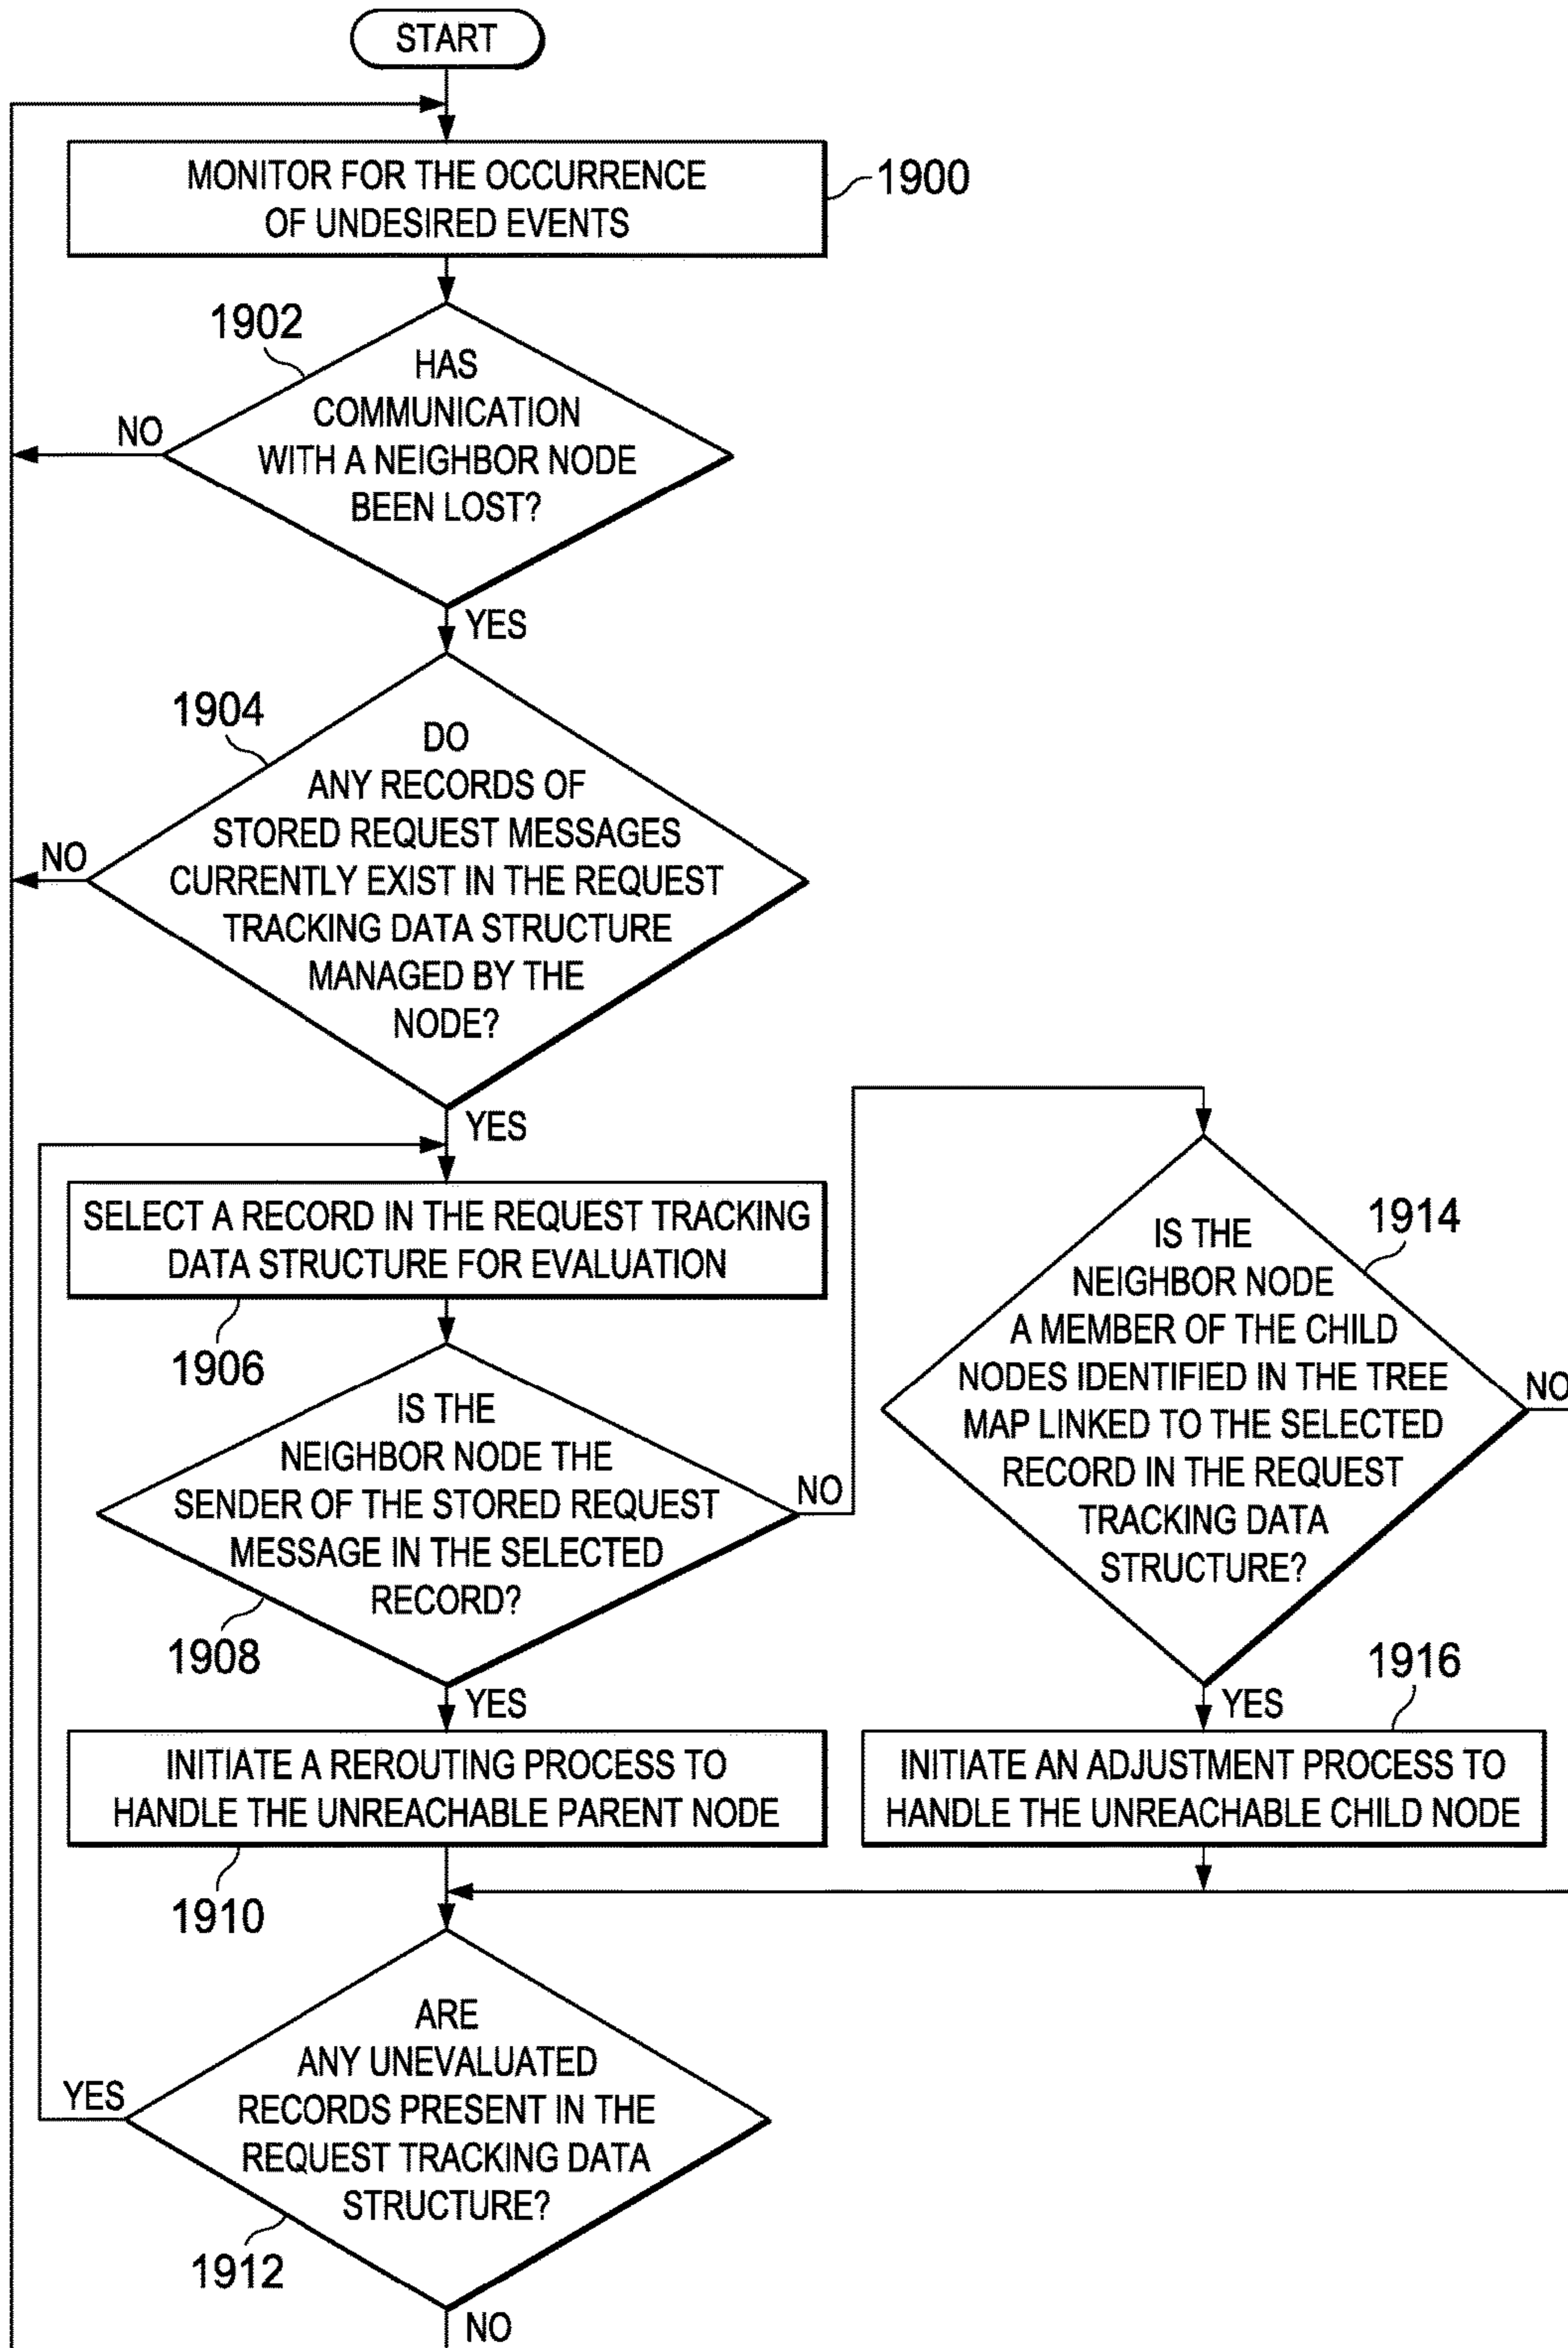 START
MONITOR FOR THE OCCURRENCE
OF UNDESIRED EVENTS
1900
1902
HAS
COMMUNICATION
WITH A NEIGHBOR NODE
BEEN LOST?
NO
YES
1904
DO
ANY RECORDS OF
STORED REQUEST MESSAGES
CURRENTLY EXIST IN THE REQUEST
TRACKING DATA STRUCTURE
MANAGED BY THE
NODE?
NO
YES
SELECT A RECORD IN THE REQUEST TRACKING
DATA STRUCTURE FOR EVALUATION
1906
IS THE
NEIGHBOR NODE THE
SENDER OF THE STORED REQUEST
MESSAGE IN THE SELECTED
RECORD?
NO
1908
YES
INITIATE A REROUTING PROCESS TO
HANDLE THE UNREACHABLE PARENT NODE
1910
1914
IS THE
NEIGHBOR NODE
A MEMBER OF THE CHILD
NODES IDENTIFIED IN THE TREE
MAP LINKED TO THE SELECTED
RECORD IN THE REQUEST
TRACKING DATA
STRUCTURE?
NO
YES
1916
INITIATE AN ADJUSTMENT PROCESS TO
HANDLE THE UNREACHABLE CHILD NODE
ARE
ANY UNEVALUATED
RECORDS PRESENT IN THE
REQUEST TRACKING DATA
STRUCTURE?
YES
1912
NO